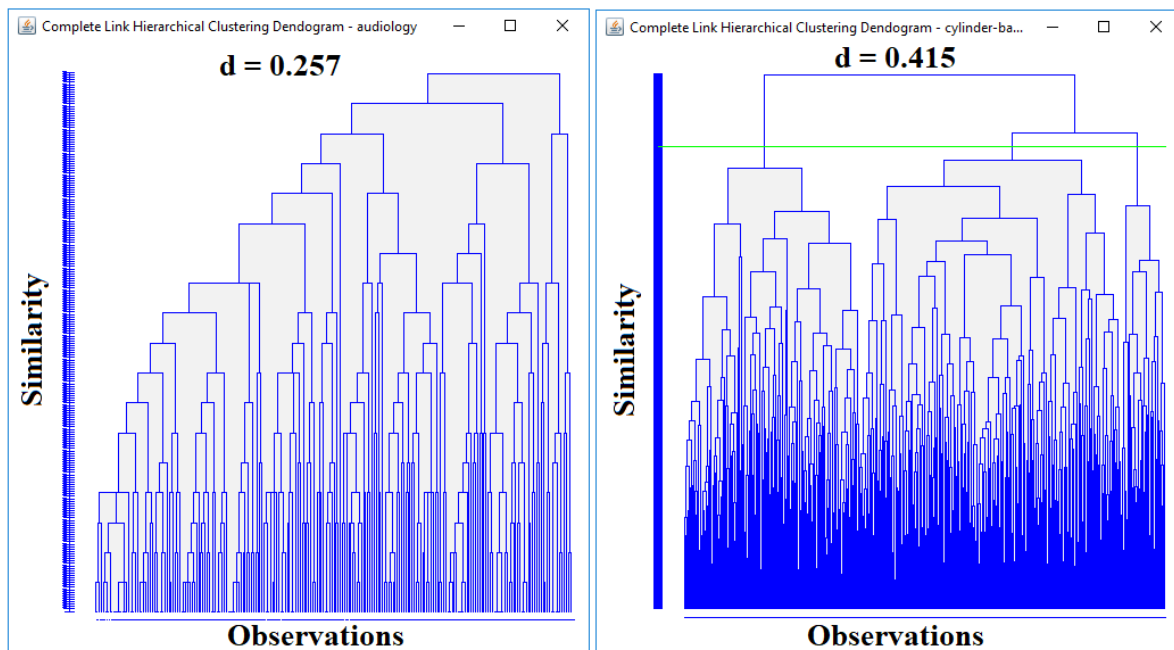 Complete Link Hierarchical Clustering Dendogram - audiology
d = 0.257
Similarity
Observations
Complete Link Hierarchical Clustering Dendogram - cylinder-ba...
d = 0.415
Similarity
Observations